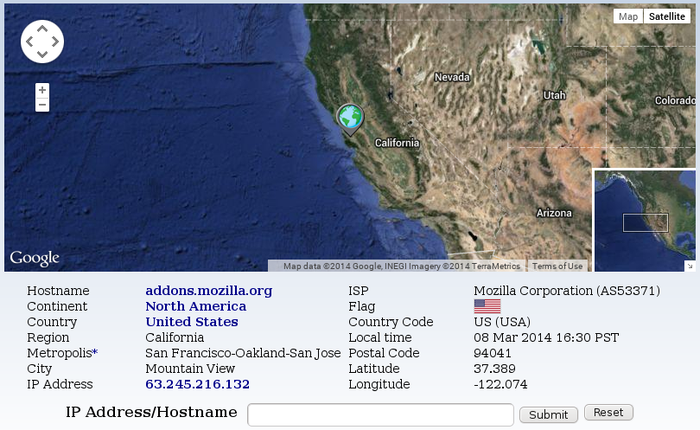 Map Satellite
Nevada
Utah
Colorado
California
Arizona
Google
Map data ©2014 Google, INEGI Imagery ©2014 TerraMetrics Terms of Use
Hostname addons.mozilla.org ISP Mozilla Corporation (AS53371)
Continent North America Flag
Country United States Country Code US (USA)
Region California Local time 08 Mar 2014 16:30 PST
Metropolis* San Francisco-Oakland-San Jose Postal Code 94041
City Mountain View Latitude 37.389
IP Address 63.245.216.132 Longitude -122.074
IP Address/Hostname Submit Reset